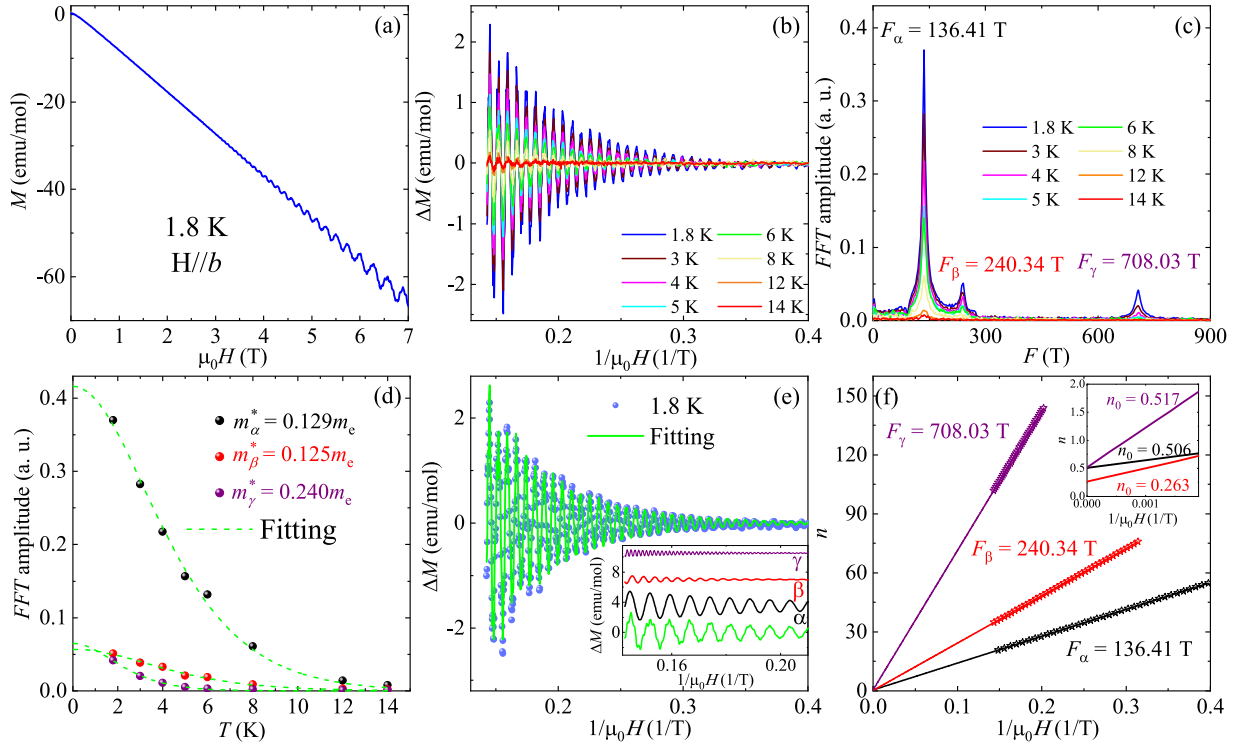 (a)
M (emu/mol)
0
-20
-40
-60
1.8 K
H//b
0 1 2 3 4 5 6 7
μ₀H (T)
(b)
ΔM (emu/mol)
2
1
0
-1
-2
1.8 K 6 K
3 K 8 K
4 K 12 K
5 K 14 K
0.2 0.3 0.4
1/μ₀H (1/T)
(c)
FFT amplitude (a. u.)
0.4
0.3
0.2
0.1
0.0
Fα = 136.41 T
1.8 K 6 K
3 K 8 K
4 K 12 K
5 K 14 K
Fβ = 240.34 T
Fγ = 708.03 T
0 300 600 900
F (T)
(d)
FFT amplitude (a. u.)
0.4
0.3
0.2
0.1
0.0
m*α = 0.129mₑ
m*β = 0.125mₑ
m*γ = 0.240mₑ
Fitting
0 2 4 6 8 10 12 14
T (K)
(e)
ΔM (emu/mol)
2
0
-2
1.8 K
Fitting
ΔM (emu/mol)
8
4
0
γ
β
α
0.16 0.20
1/μ₀H (1/T)
0.2 0.3 0.4
1/μ₀H (1/T)
(f)
n
150
120
90
60
30
0
Fγ = 708.03 T
Fβ = 240.34 T
Fα = 136.41 T
n
2.0
1.5
1.0
0.5
0.0
n₀ = 0.517
n₀ = 0.506
n₀ = 0.263
0.000 0.001
1/μ₀H (1/T)
0.0 0.1 0.2 0.3 0.4
1/μ₀H (1/T)